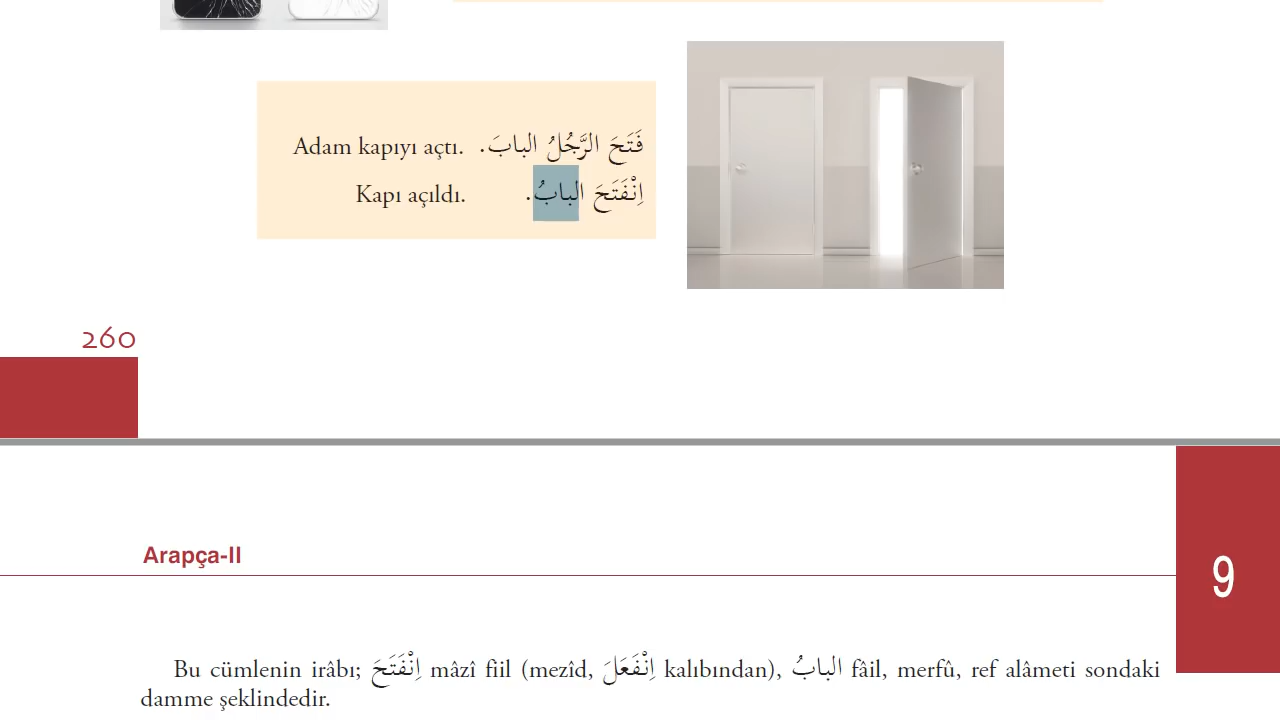 Adam kapıyı açtı. فَتَحَ الرَّجُلُ البابَ.
Kapı açıldı. اِنْفَتَحَ البابُ.
260
Arapça-II
9
Bu cümlenin irâbı; اِنْفَتَحَ mâzî fiil (mezîd, اِنْفَعَلَ kalıbından), البابُ fâil, merfû, ref alâmeti sondaki
damme şeklindedir.